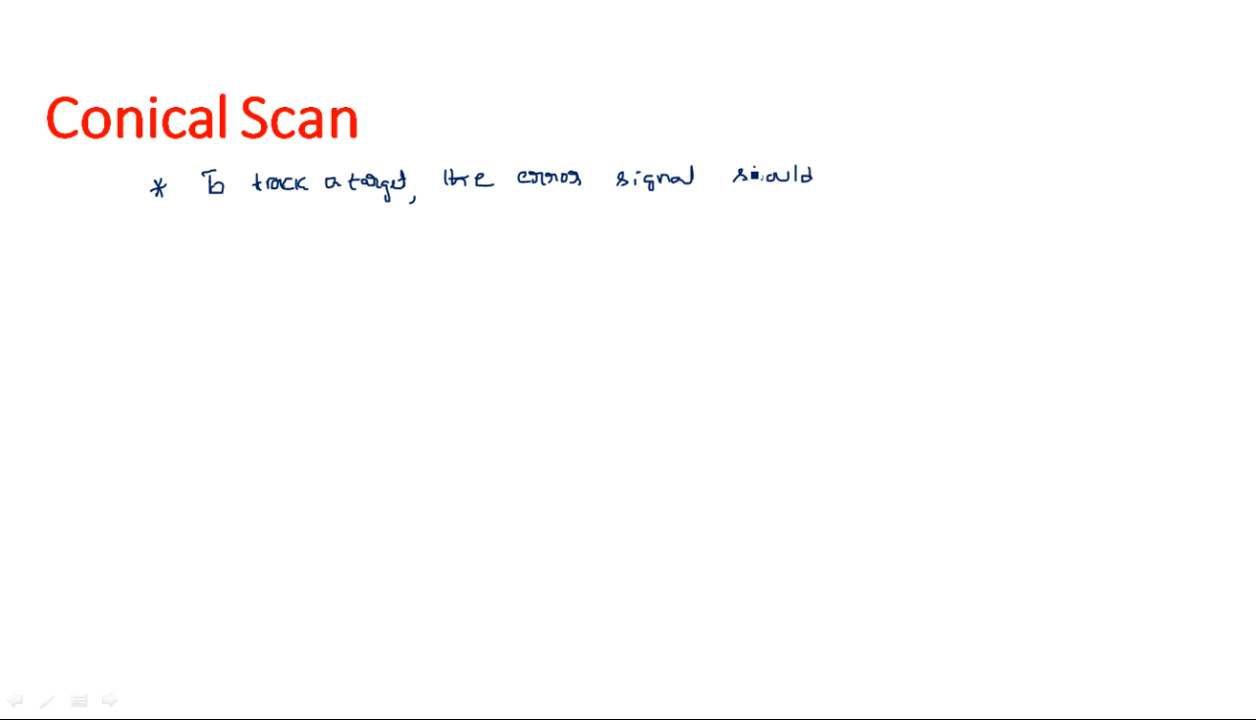 Conical Scan
* To track a target, the error signal should